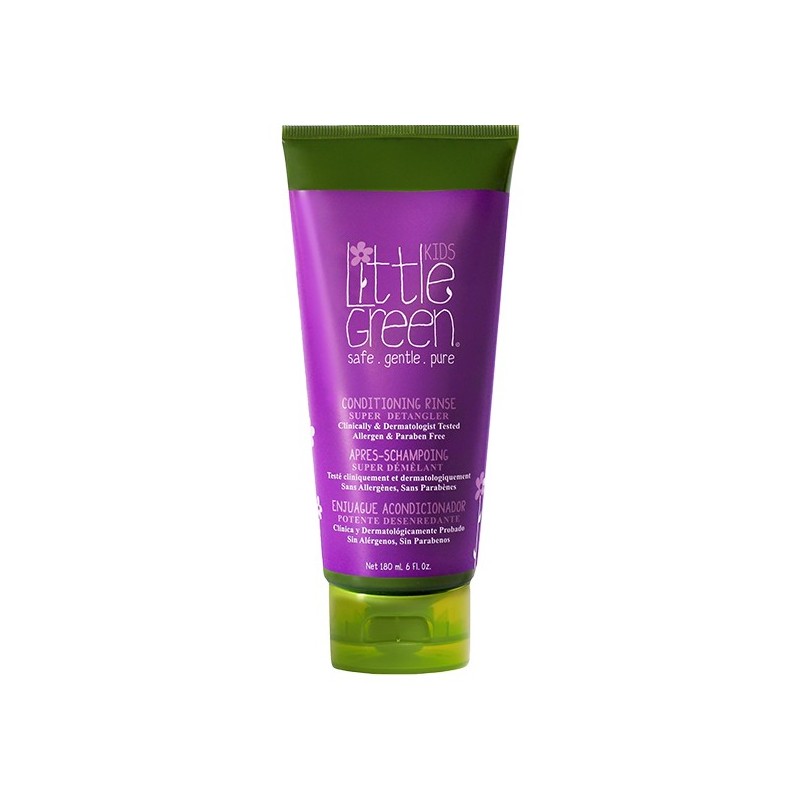 KIDS
Little
Green®
safe . gentle . pure
CONDITIONING RINSE
SUPER DETANGLER
Clinically & Dermatologist Tested
Allergen & Paraben Free
APRES-SCHAMPOING
SUPER DÉMÊLANT
Testé cliniquement et dermatologiquement
Sans Allergènes, Sans Parabènes
ENJUAGUE ACONDICIONADOR
POTENTE DESENREDANTE
Clínica y Dermatológicamente Probado
Sin Alérgenos, Sin Parabenos
Net 180 mL 6 fl. Oz.